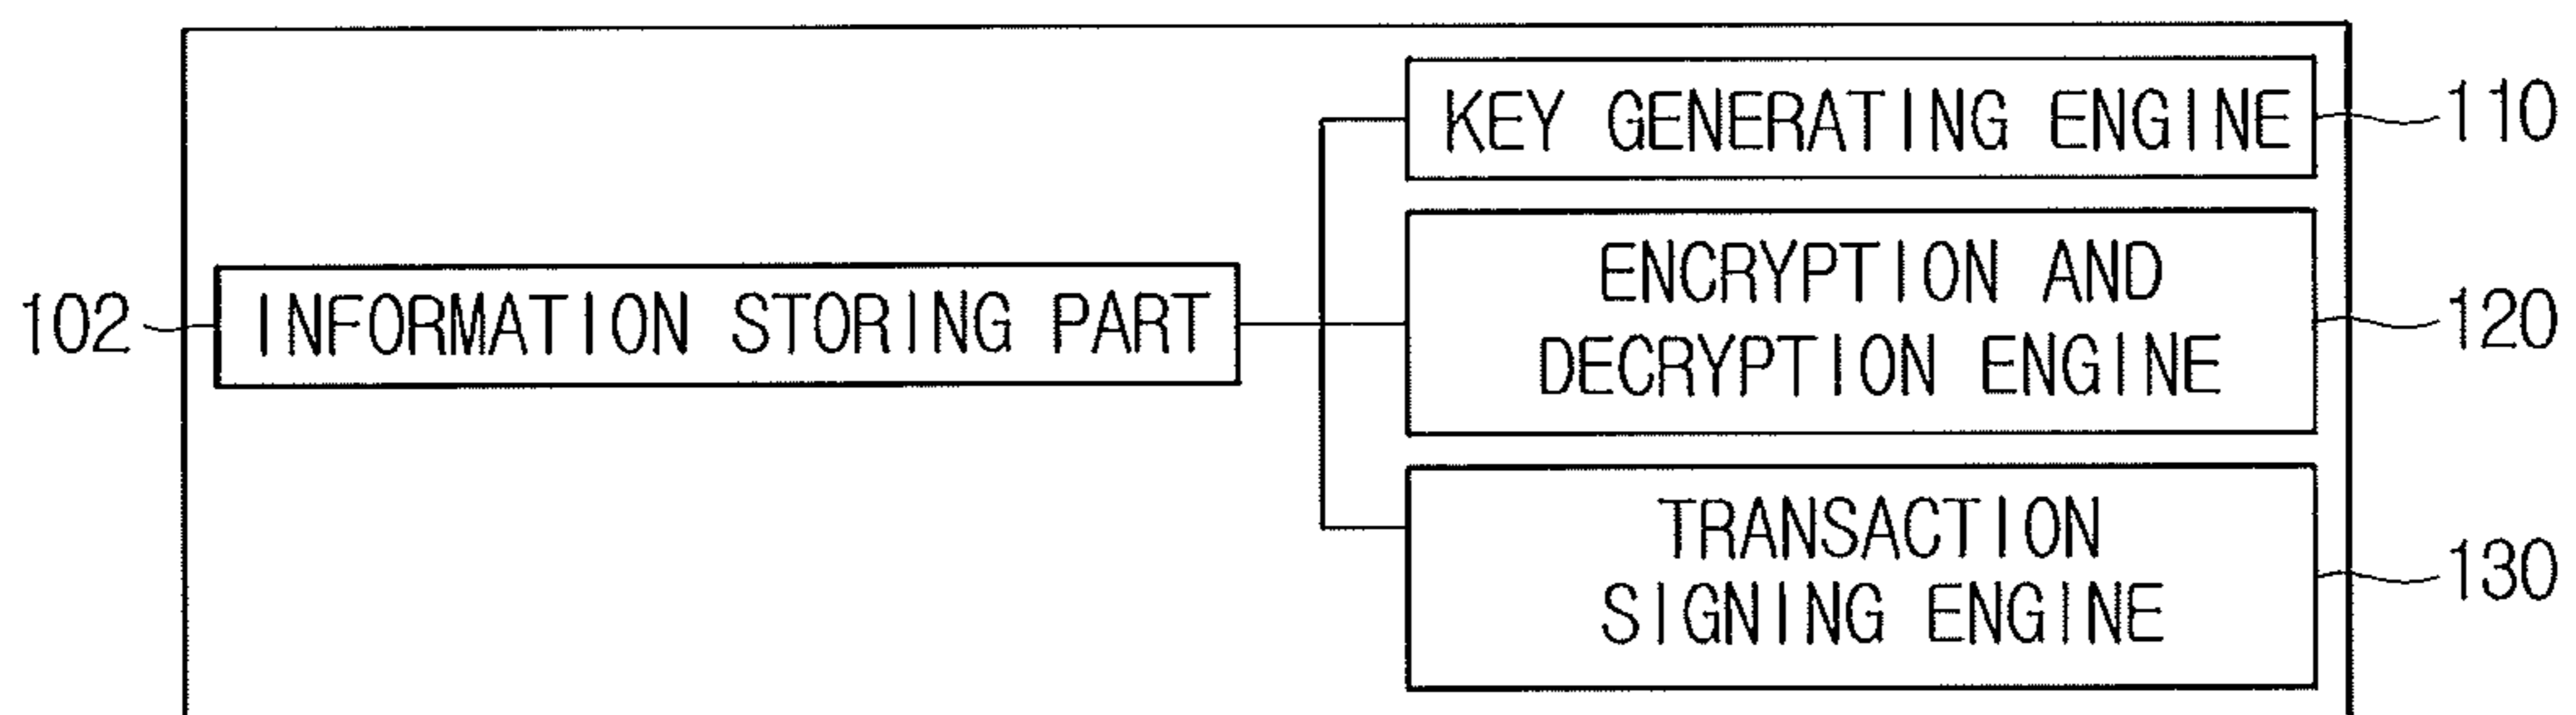 KEY GENERATING ENGINE
110
102
INFORMATION STORING PART
ENCRYPTION AND
DECRYPTION ENGINE
120
TRANSACTION
SIGNING ENGINE
130